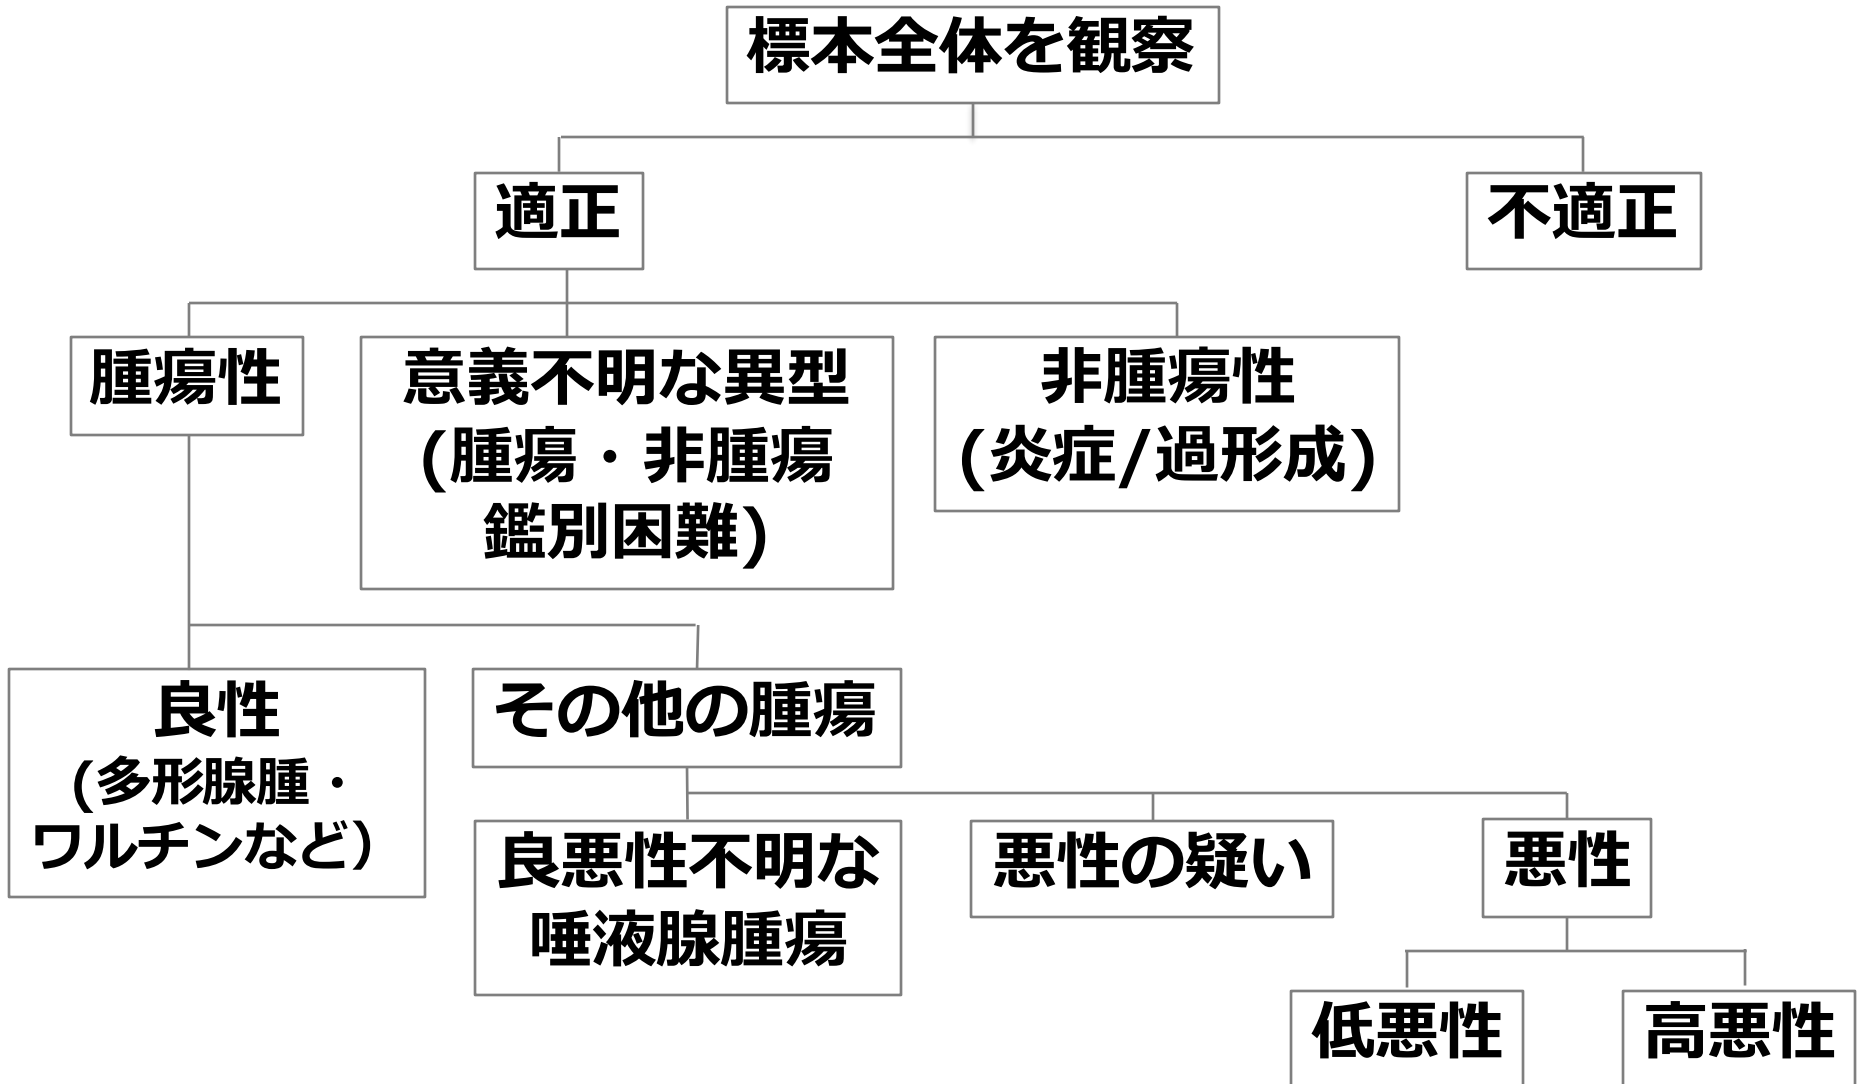 標本全体を観察
適正
不適正
腫瘍性
意義不明な異型
(腫瘍・非腫瘍
鑑別困難)
非腫瘍性
(炎症/過形成)
良性
(多形腺腫・
ワルチンなど）
その他の腫瘍
良悪性不明な
唾液腺腫瘍
悪性の疑い
悪性
低悪性
高悪性